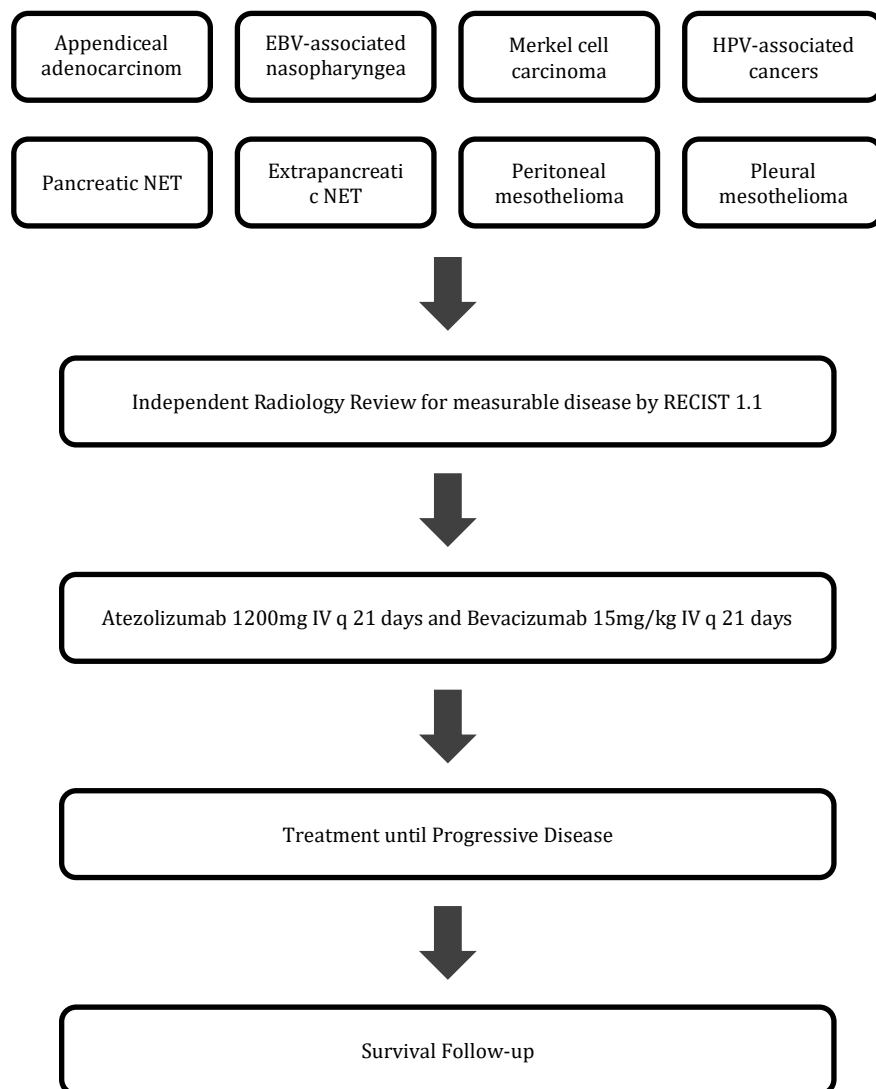 Appendiceal
adenocarcinom
EBV-associated
nasopharyngea
Merkel cell
carcinoma
HPV-associated
cancers
Pancreatic NET
Extrapancreati
c NET
Peritoneal
mesothelioma
Pleural
mesothelioma
Independent Radiology Review for measurable disease by RECIST 1.1
Atezolizumab 1200mg IV q 21 days and Bevacizumab 15mg/kg IV q 21 days
Treatment until Progressive Disease
Survival Follow-up